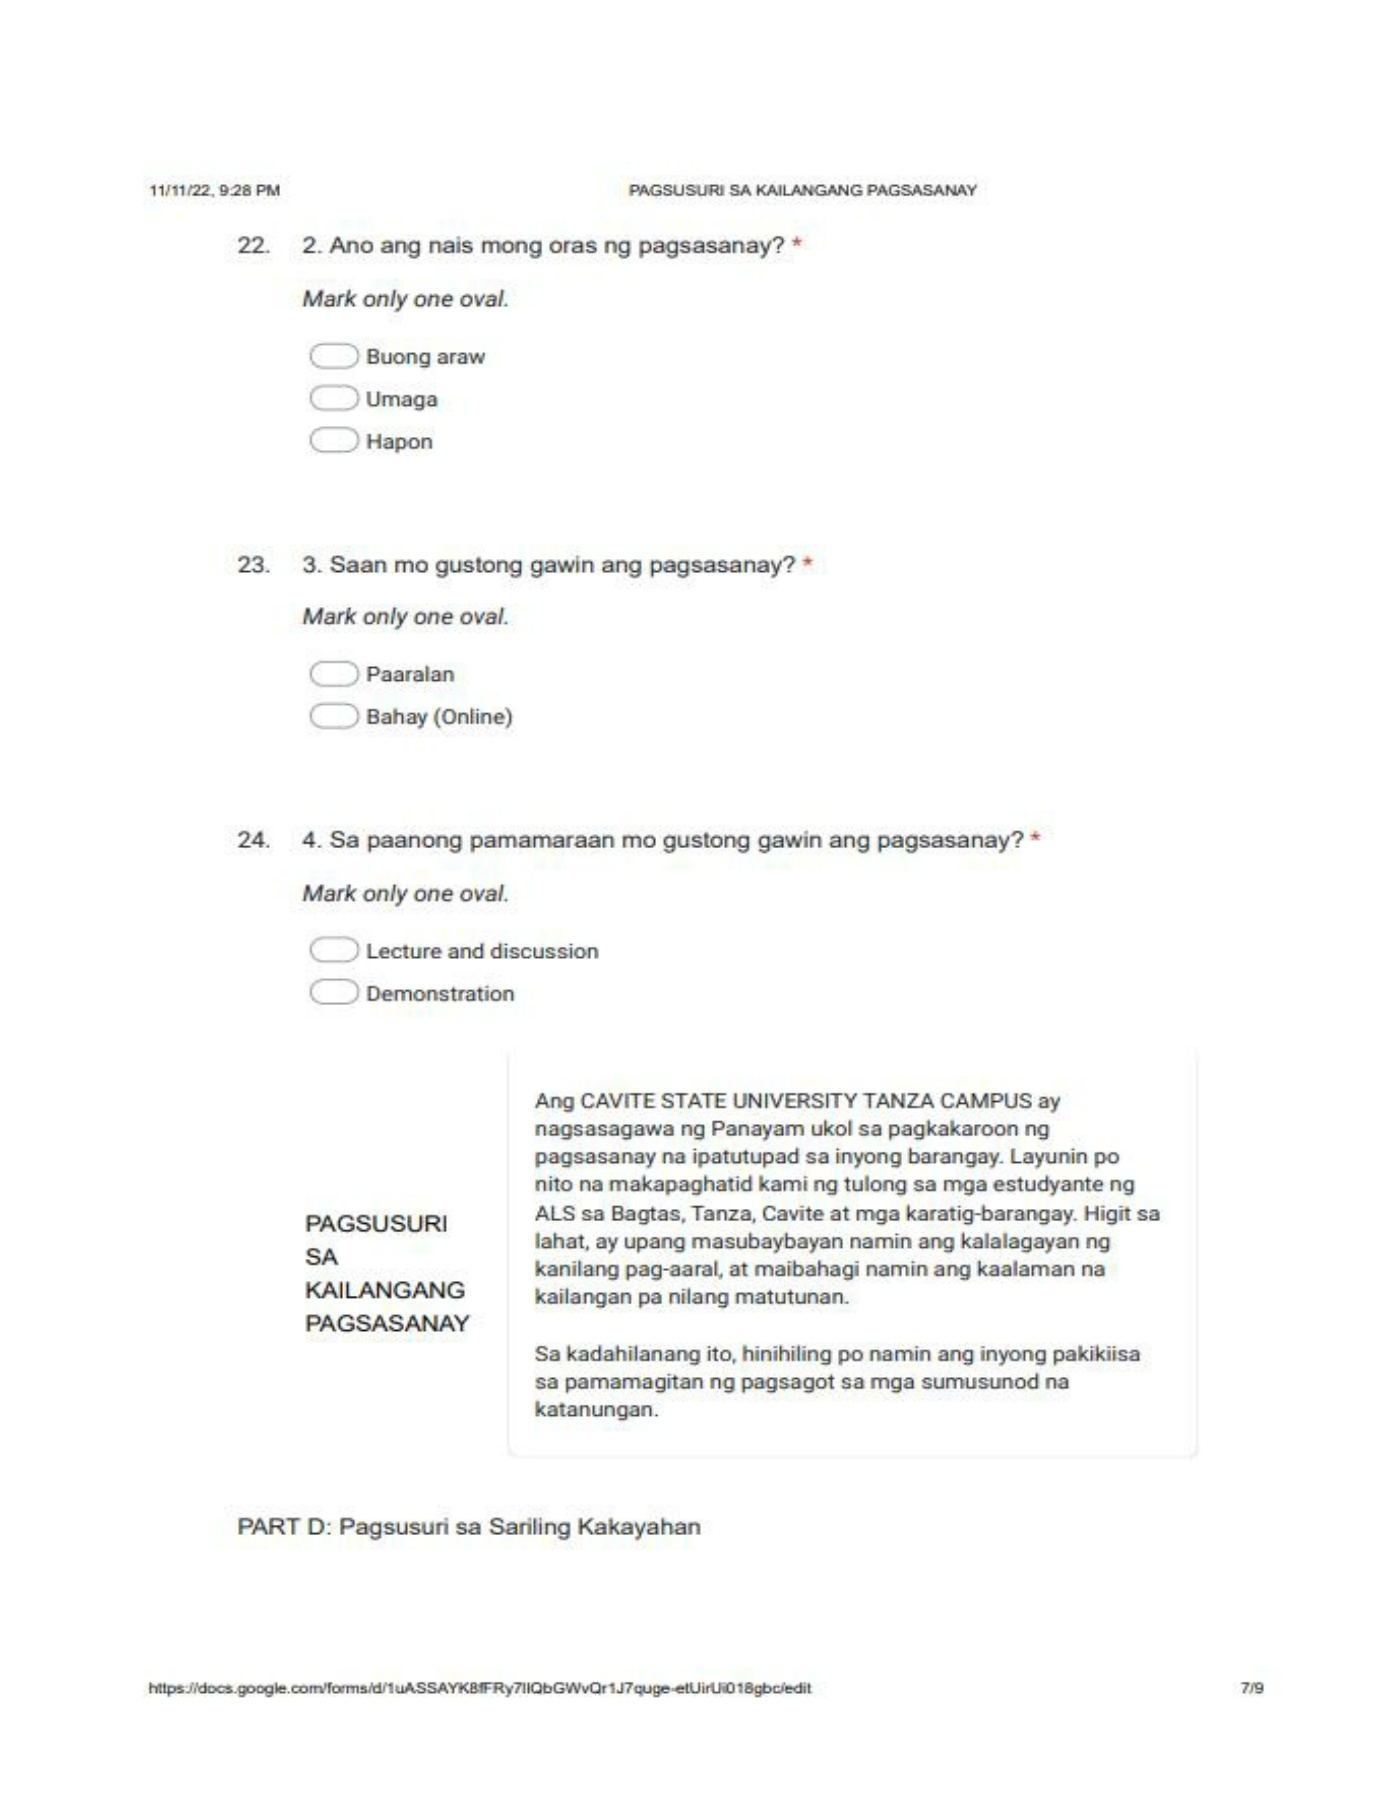 11/11/22, 9:28 PM
PAGSUSURI SA KAILANGANG PAGSASANAY
22. 2. Ano ang nais mong oras ng pagsasanay? *
Mark only one oval.
Buong araw
Umaga
Hapon
23. 3. Saan mo gustong gawin ang pagsasanay? *
Mark only one oval.
Paaralan
Bahay (Online)
24. 4. Sa paanong pamamaraan mo gustong gawin ang pagsasanay? *
Mark only one oval.
Lecture and discussion
Demonstration
PAGSUSURI
SA
KAILANGANG
PAGSASANAY
Ang CAVITE STATE UNIVERSITY TANZA CAMPUS ay
nagsasagawa ng Panayam ukol sa pagkakaroon ng
pagsasanay na ipatutupad sa inyong barangay. Layunin po
nito na makapaghatid kami ng tulong sa mga estudyante ng
ALS sa Bagtas, Tanza, Cavite at mga karatig-barangay. Higit sa
lahat, ay upang masubaybayan namin ang kalalagayan ng
kanilang pag-aaral, at maibahagi namin ang kaalaman na
kailangan pa nilang matutunan.
Sa kadahilanang ito, hinihiling po namin ang inyong pakikiisa
sa pamamagitan ng pagsagot sa mga sumusunod na
katanungan.
PART D: Pagsusuri sa Sariling Kakayahan
7/9